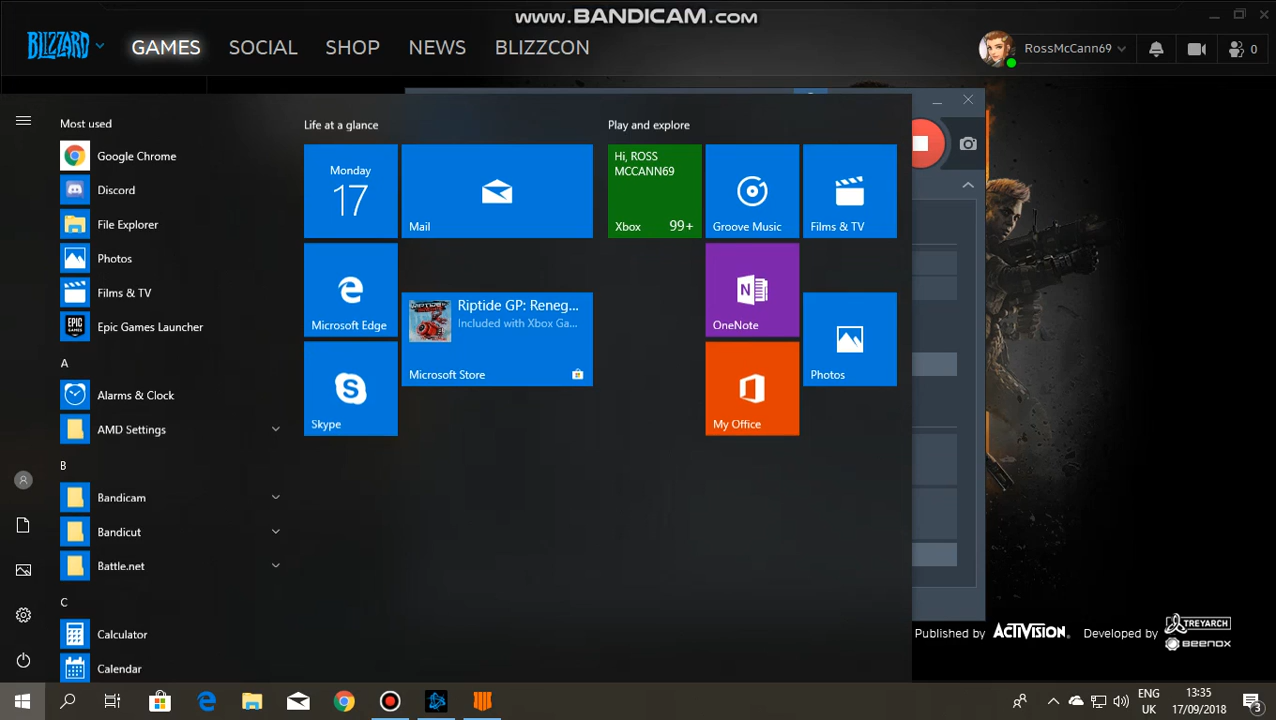 www.BANDICAM.com
BLIZZARD
GAMES
SOCIAL
SHOP
NEWS
BLIZZCON
RossMcCann69
0
Most used
Google Chrome
Discord
File Explorer
Photos
Films & TV
EPIC GAMES
Epic Games Launcher
A
Alarms & Clock
AMD Settings
B
Bandicam
Bandicut
Battle.net
C
Calculator
Calendar
Life at a glance
Monday
17
Mail
Microsoft Edge
RIPTIDE
Riptide GP: Reneg...
Included with Xbox Ga...
Microsoft Store
Skype
Play and explore
Hi, ROSS
MCCANN69
Xbox 99+
Groove Music
Films & TV
OneNote
Photos
My Office
Published by ACTIVISION. Developed by TREYARCH
beenox
ENG
UK
13:35
17/09/2018
3